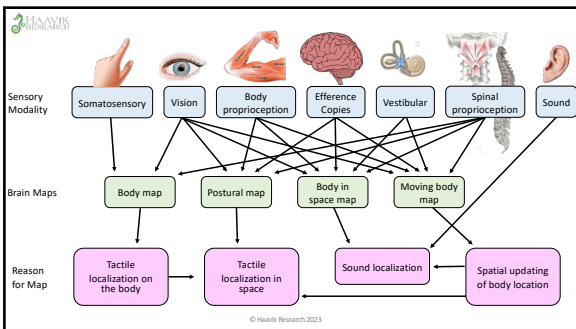 HAAVIK
RESEARCH
Sensory
Modality
Somatosensory
Vision
Body
proprioception
Efference
Copies
Vestibular
Spinal
proprioception
Sound
Brain Maps
Body map
Postural map
Body in
space map
Moving body
map
Reason
for Map
Tactile
localization on
the body
Tactile
localization in
space
Sound localization
Spatial updating
of body location
© Haavik Research 2023